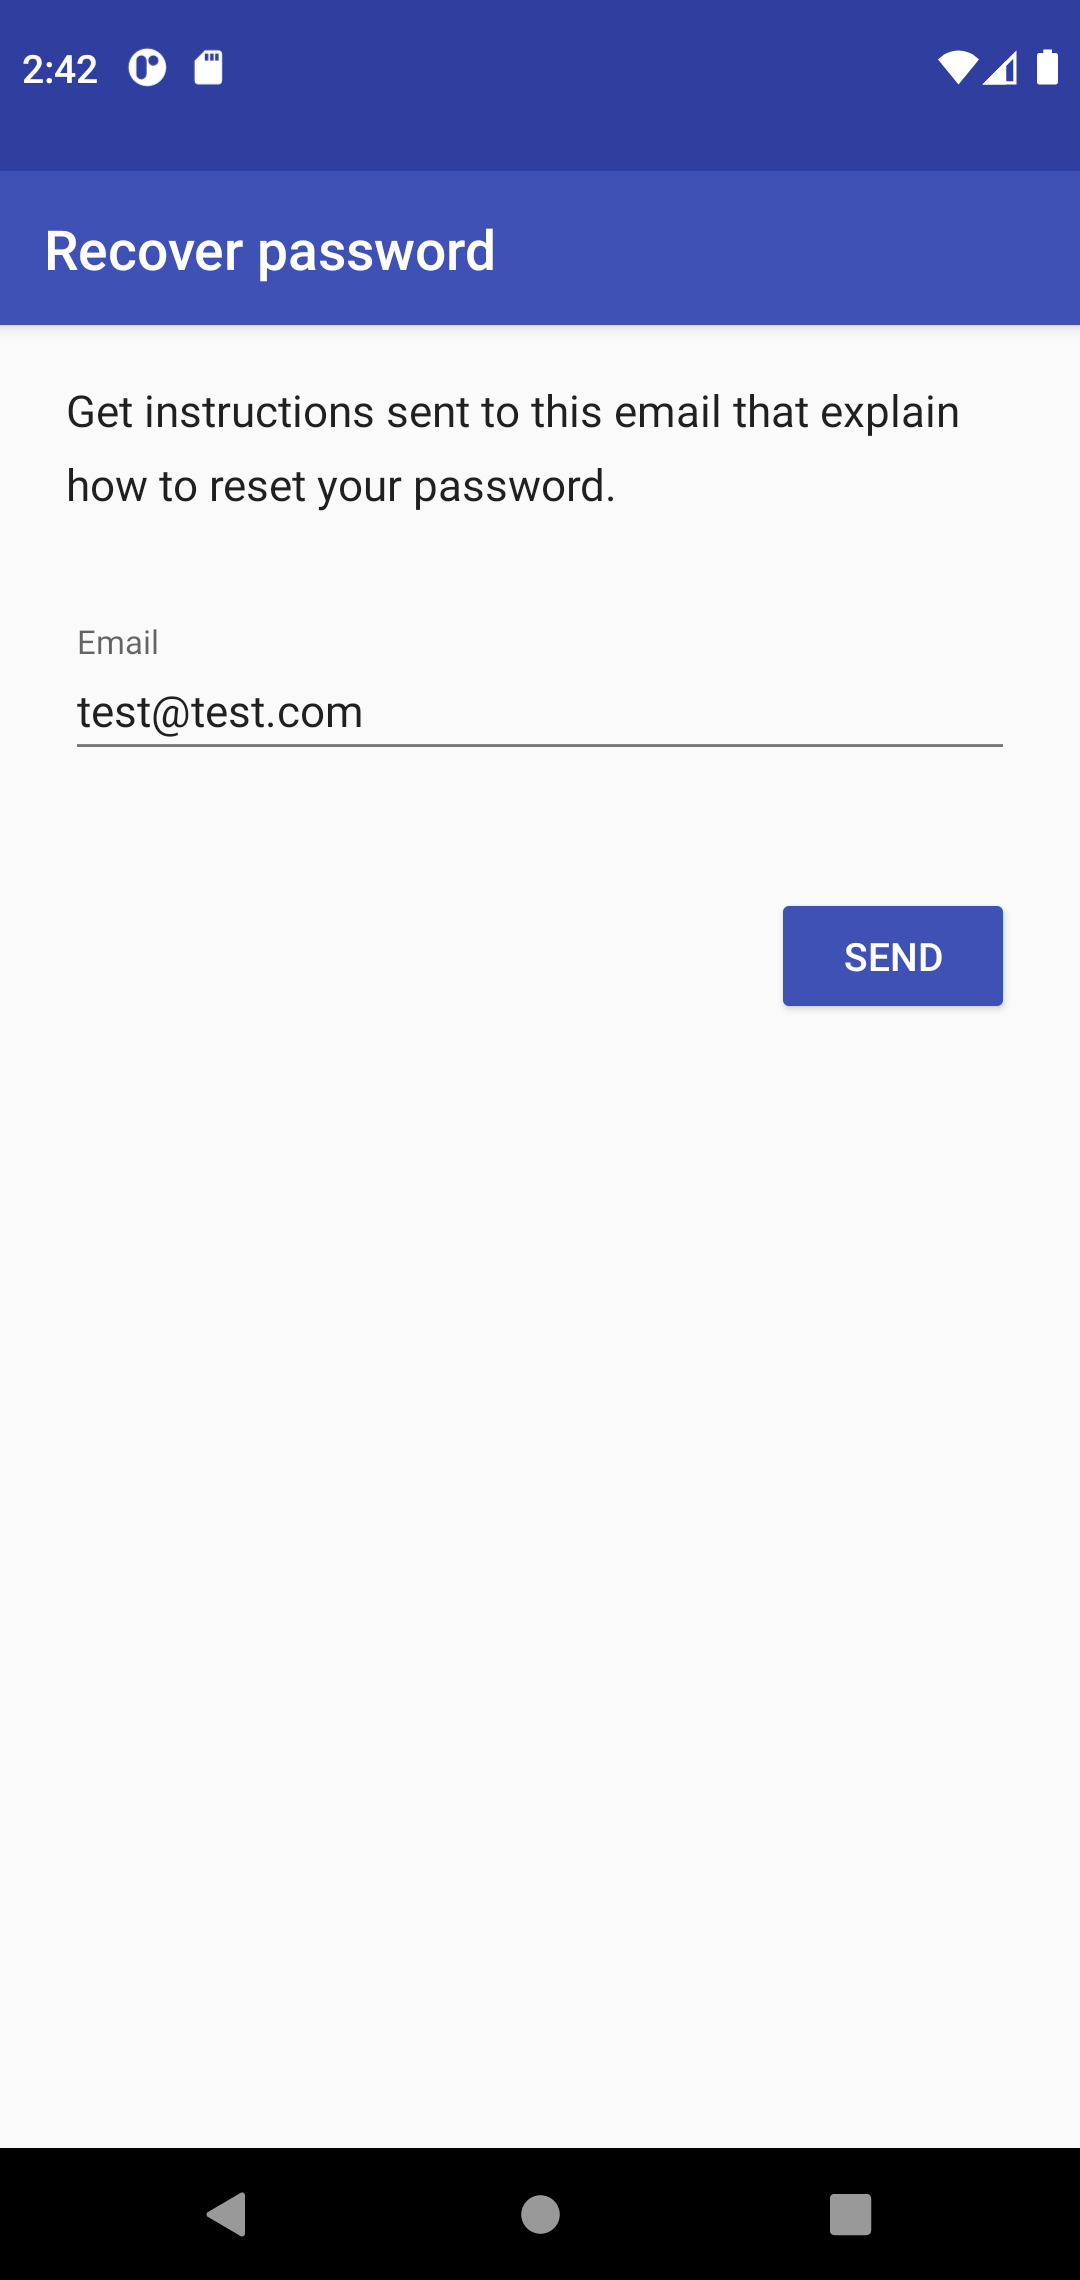 2:42
Recover password
Get instructions sent to this email that explain
how to reset your password.
Email
test@test.com
SEND